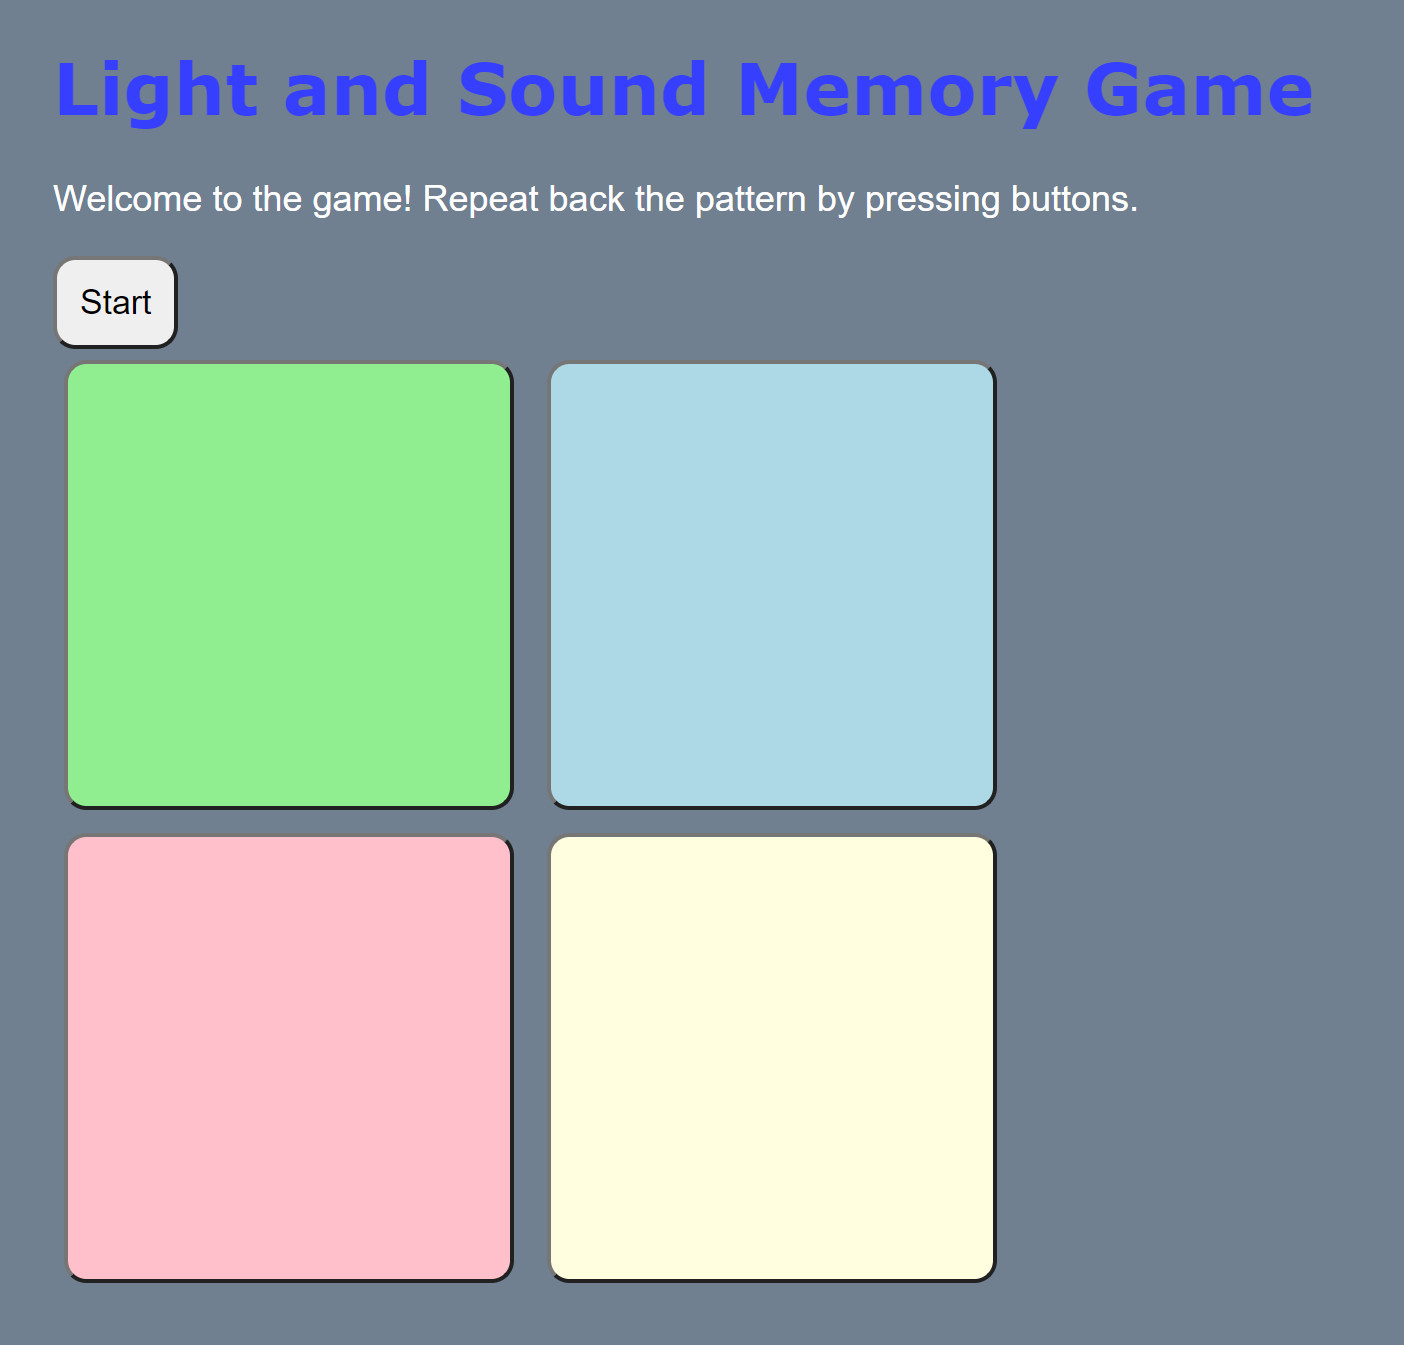 Light and Sound Memory Game
Welcome to the game! Repeat back the pattern by pressing buttons.
Start